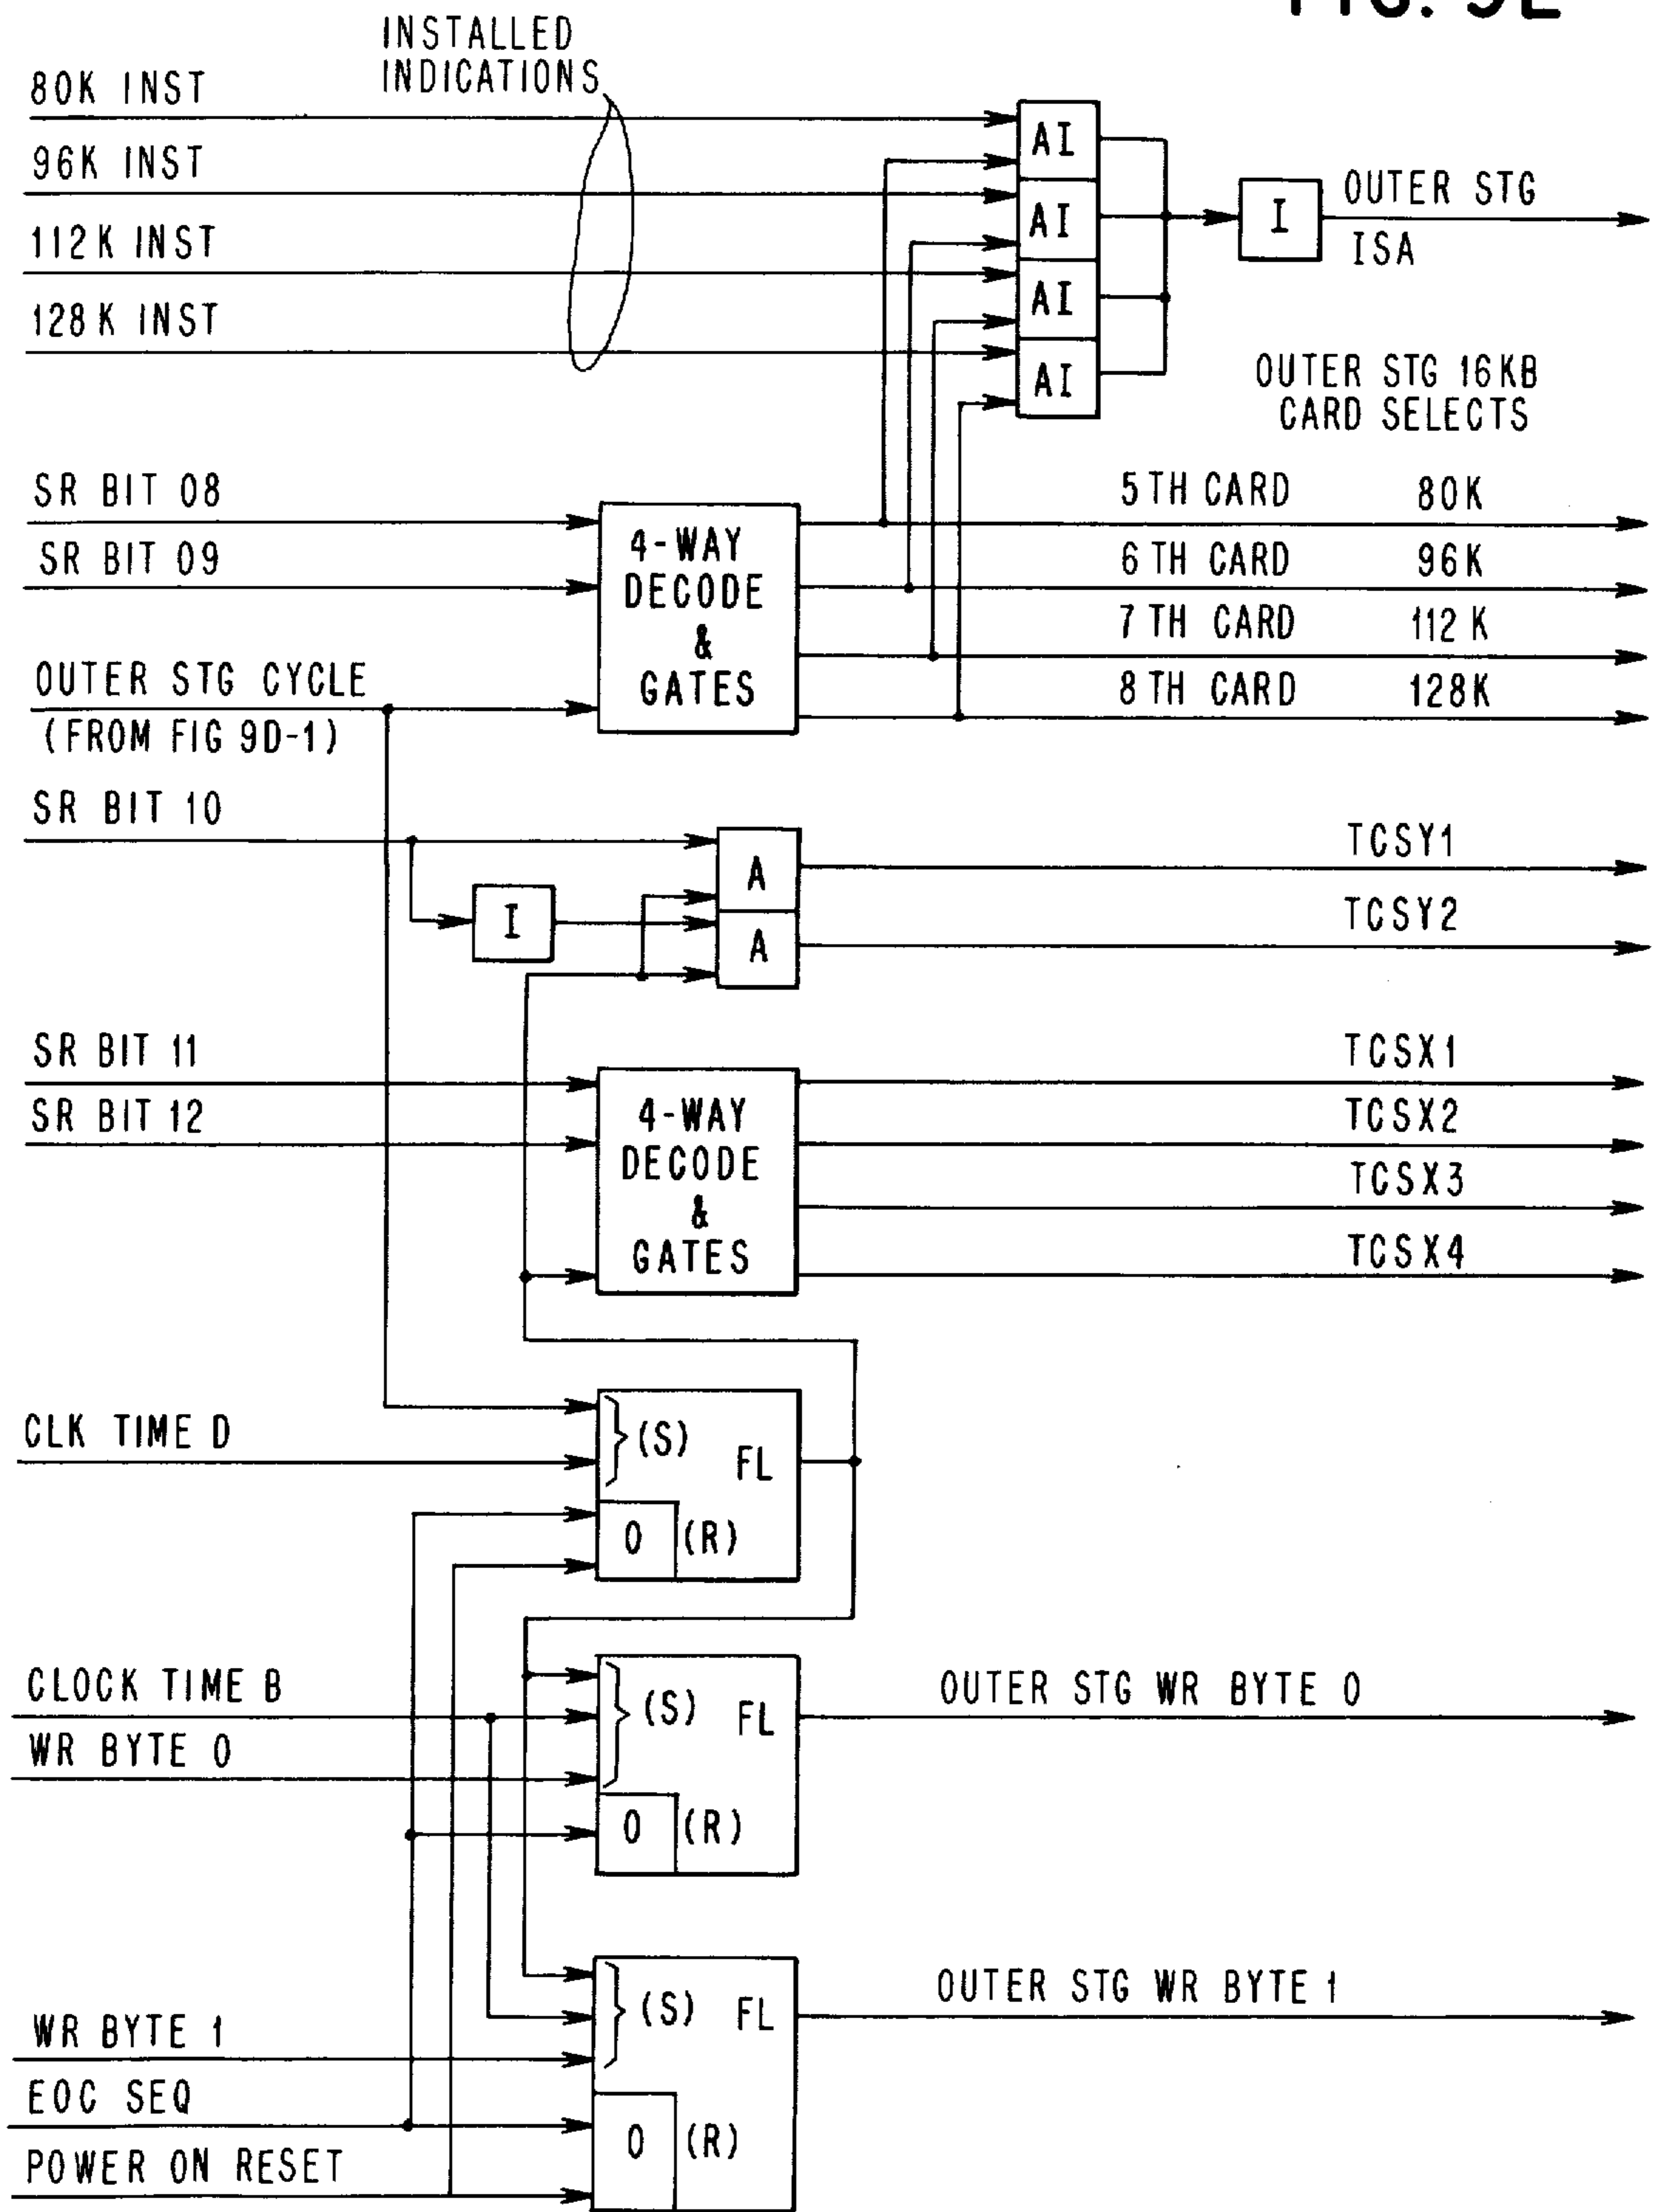 FIG. 9E
INSTALLED
INDICATIONS
80K INST
96K INST
112K INST
128K INST
AI
AI
AI
AI
I
OUTER STG
ISA
OUTER STG 16KB
CARD SELECTS
SR BIT 08
SR BIT 09
OUTER STG CYCLE
(FROM FIG 9D-1)
4-WAY
DECODE
&
GATES
5TH CARD 80K
6TH CARD 96K
7TH CARD 112K
8TH CARD 128K
SR BIT 10
I
A
A
TCSY1
TCSY2
SR BIT 11
SR BIT 12
4-WAY
DECODE
&
GATES
TCSX1
TCSX2
TCSX3
TCSX4
CLK TIME D
(S) FL
O (R)
CLOCK TIME B
WR BYTE 0
(S) FL
O (R)
OUTER STG WR BYTE 0
WR BYTE 1
EOC SEQ
POWER ON RESET
(S) FL
O (R)
OUTER STG WR BYTE 1